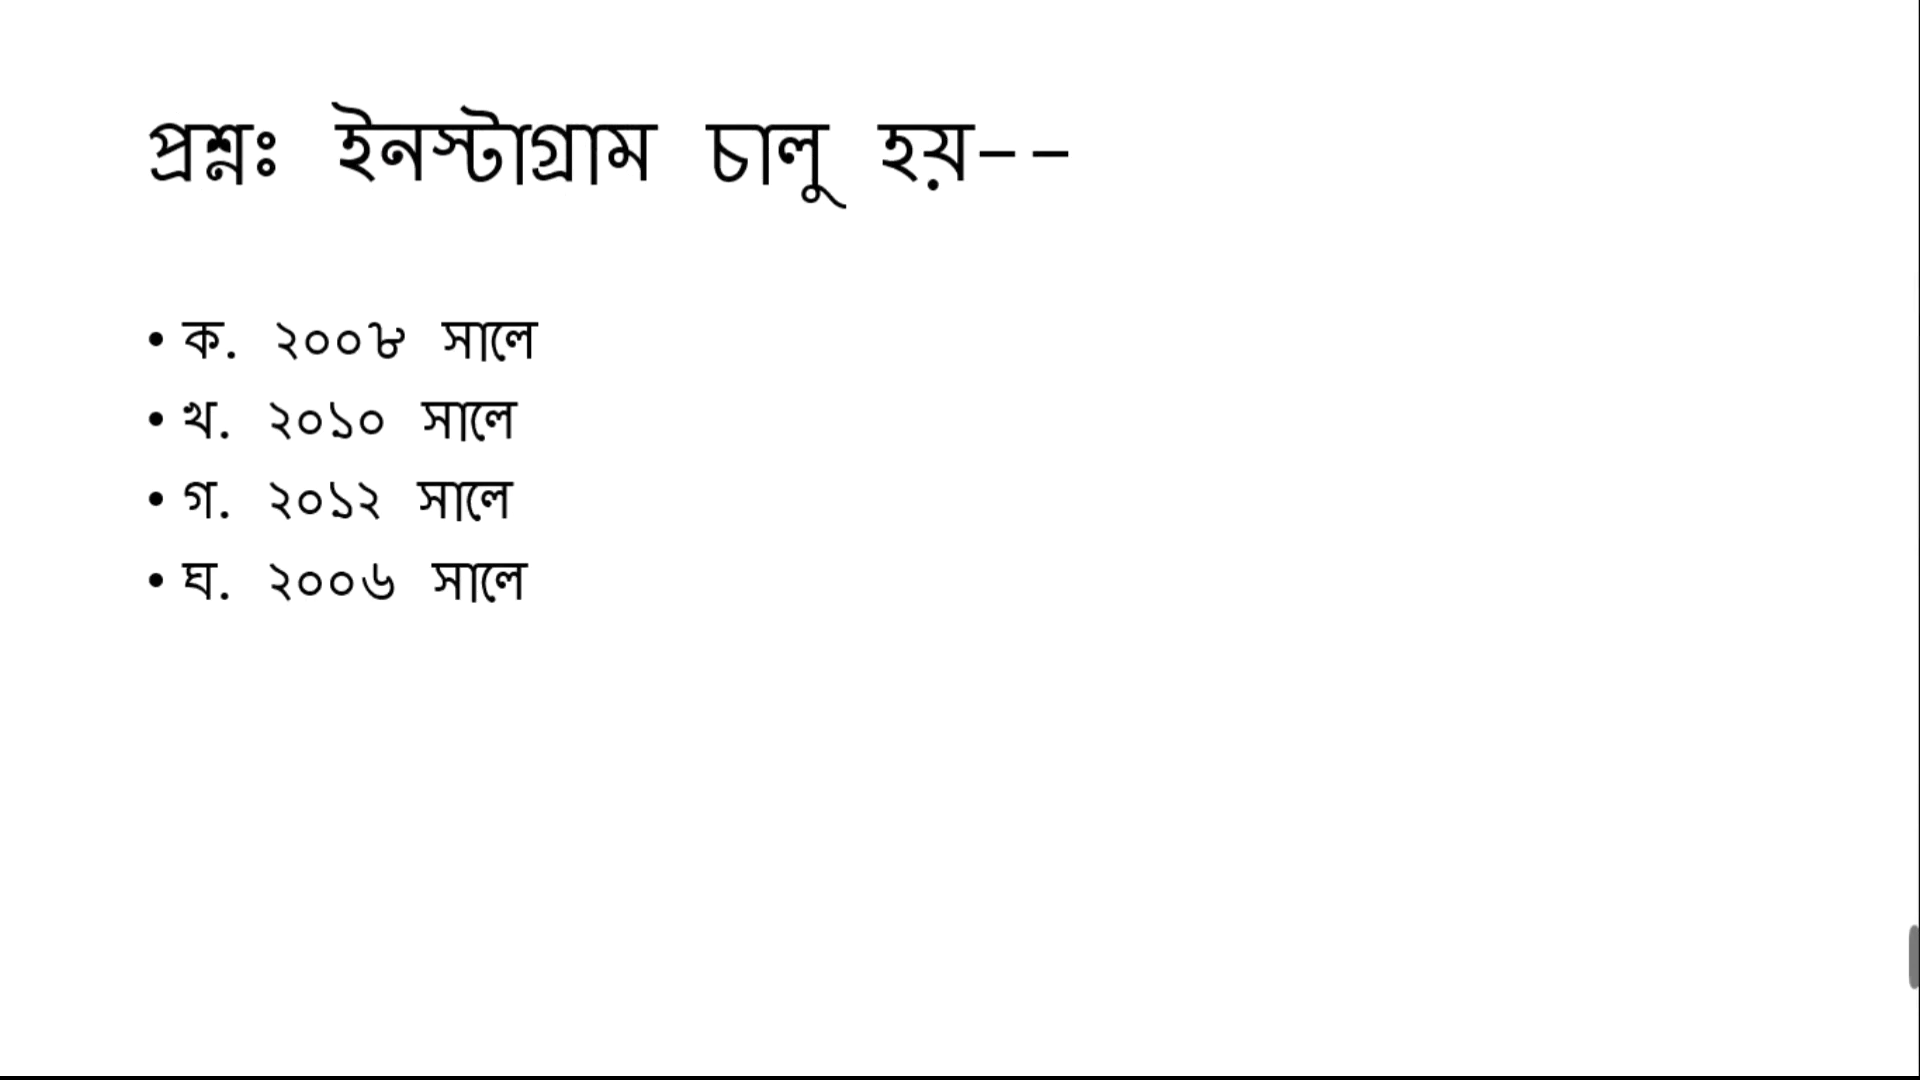 প্রশ্নঃ ইনস্টাগ্রাম চালু হয়--
• ক. ২০০৮ সালে
• খ. ২০১০ সালে
• গ. ২০১২ সালে
• ঘ. ২০০৬ সালে